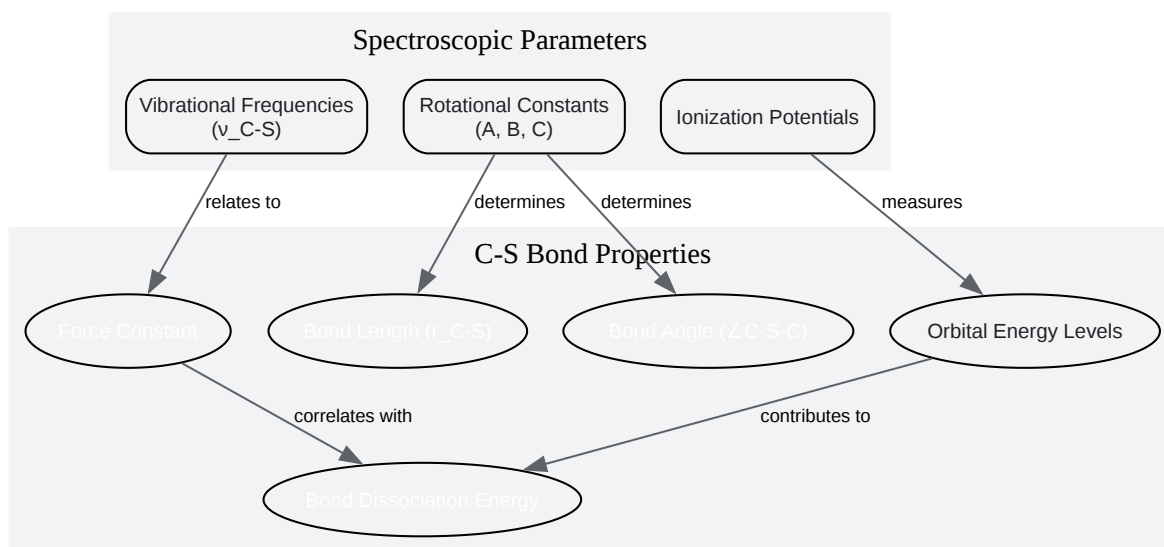 Spectroscopic Parameters
Vibrational Frequencies
(ν_C-S)
Rotational Constants
(A, B, C)
Ionization Potentials
relates to
determines
determines
measures
C-S Bond Properties
Force Constant
Bond Length (r_C-S)
Bond Angle (∠C-S-C)
Orbital Energy Levels
correlates with
contributes to
Bond Dissociation Energy